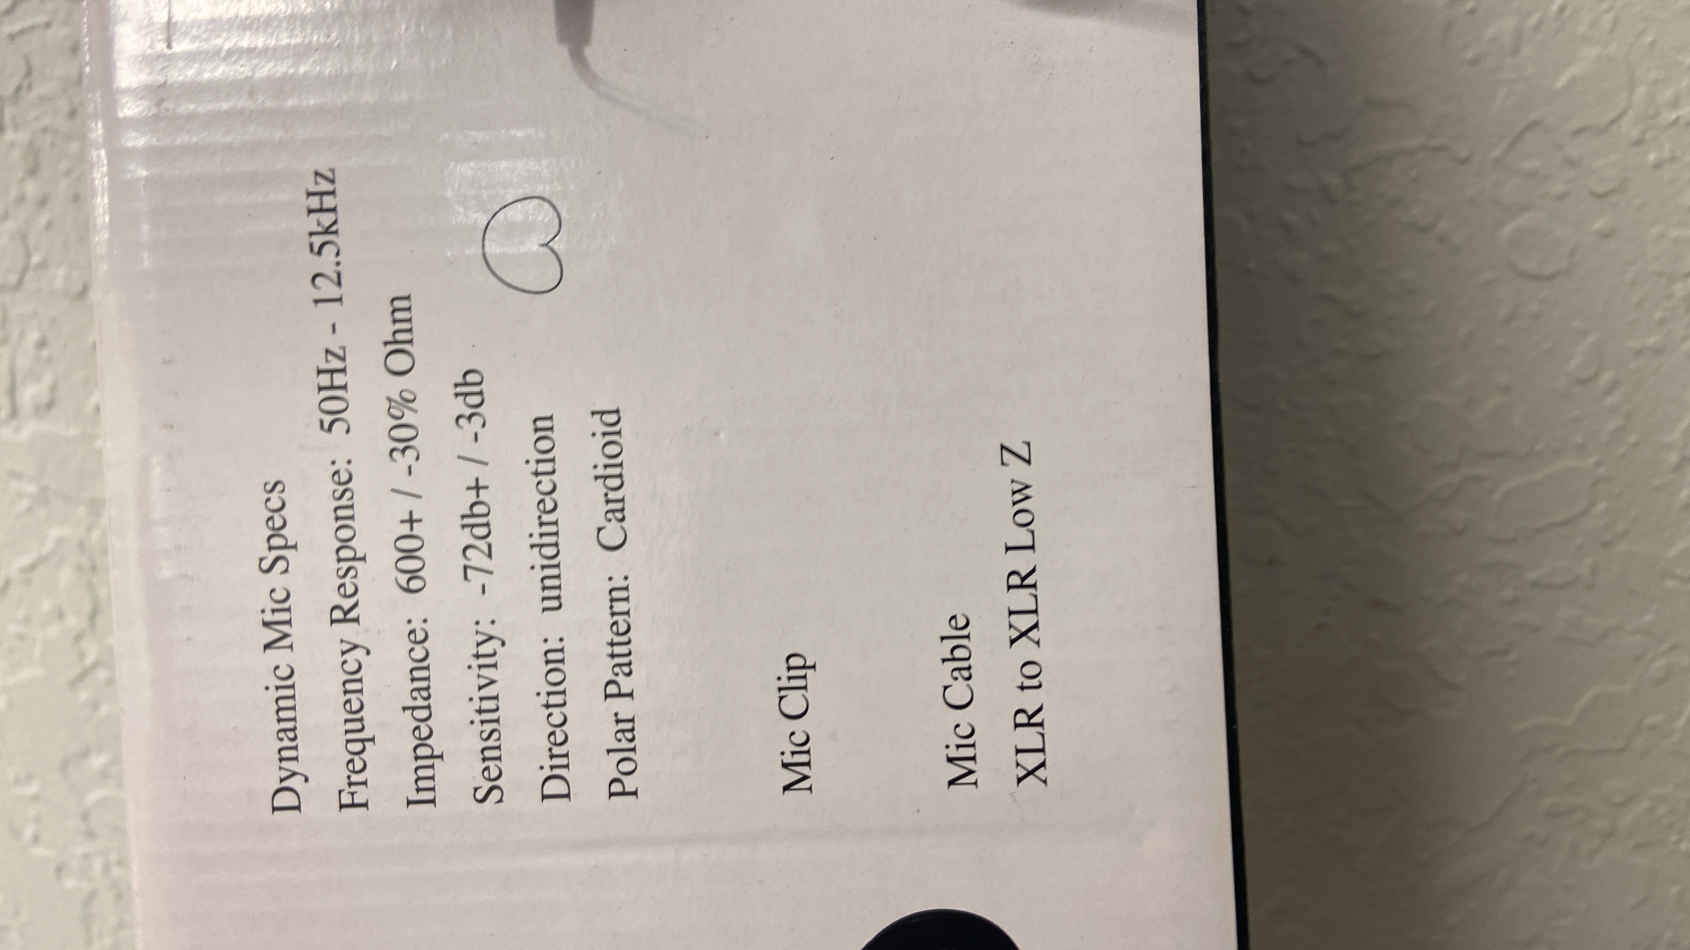 Dynamic Mic Specs
Frequency Response: 50Hz - 12.5kHz
Impedance: 600+ / -30% Ohm
Sensitivity: -72db+ / -3db
Direction: unidirection
Polar Pattern: Cardioid
Mic Clip
Mic Cable
XLR to XLR Low Z